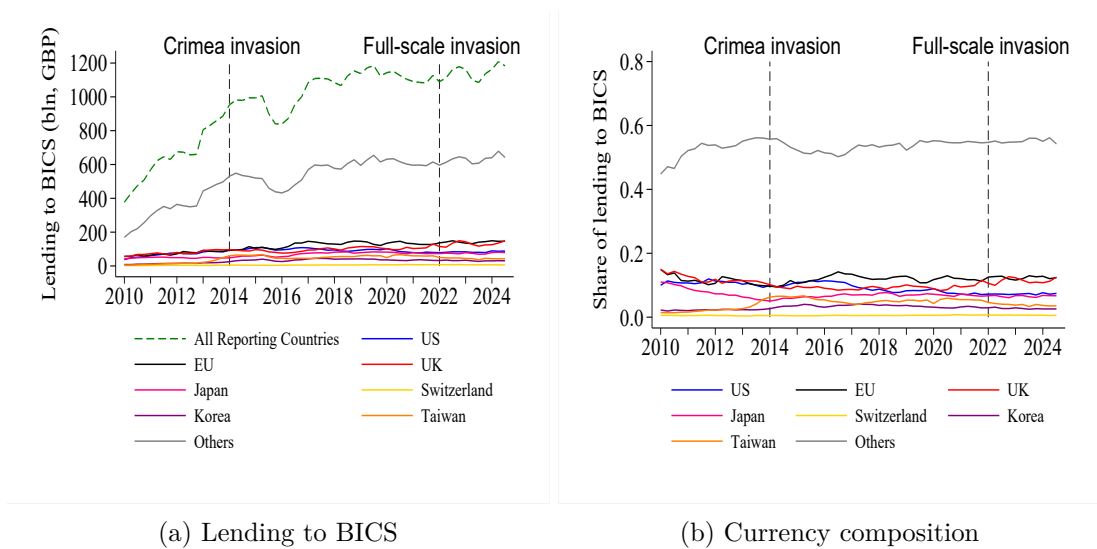 Crimea invasion
Full-scale invasion
Lending to BICS (bln, GBP)
1200
1000
800
600
400
200
0
2010 2012 2014 2016 2018 2020 2022 2024
All Reporting Countries
US
EU
UK
Japan
Switzerland
Korea
Taiwan
Others
(a) Lending to BICS
Crimea invasion
Full-scale invasion
Share of lending to BICS
0.8
0.6
0.4
0.2
0.0
2010 2012 2014 2016 2018 2020 2022 2024
US
EU
UK
Japan
Switzerland
Korea
Taiwan
Others
(b) Currency composition